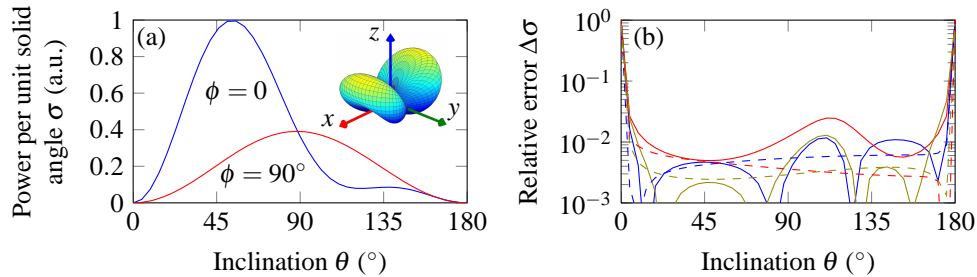 Power per unit solid
angle σ (a.u.)
1
0.8
0.6
0.4
0.2
0
0
45
90
135
180
Inclination θ (°)
(a)
ϕ = 0
ϕ = 90°
z
x
y
Relative error Δσ
10⁰
10⁻¹
10⁻²
10⁻³
0
45
90
135
180
Inclination θ (°)
(b)